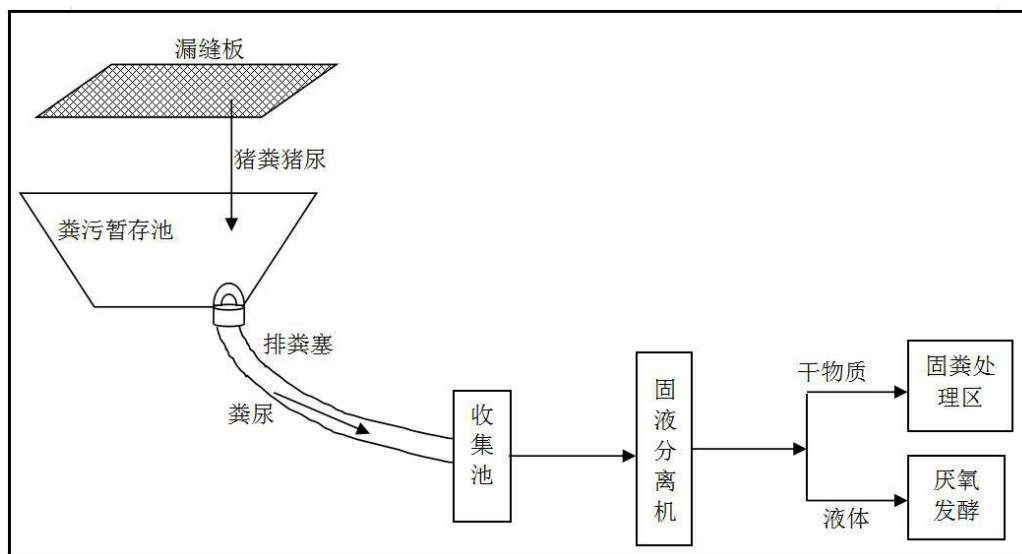 漏缝板
猪粪猪尿
粪污暂存池
排粪塞
粪尿
收
集
池
固
液
分
离
机
干物质
液体
固粪处
理区
厌氧
发酵